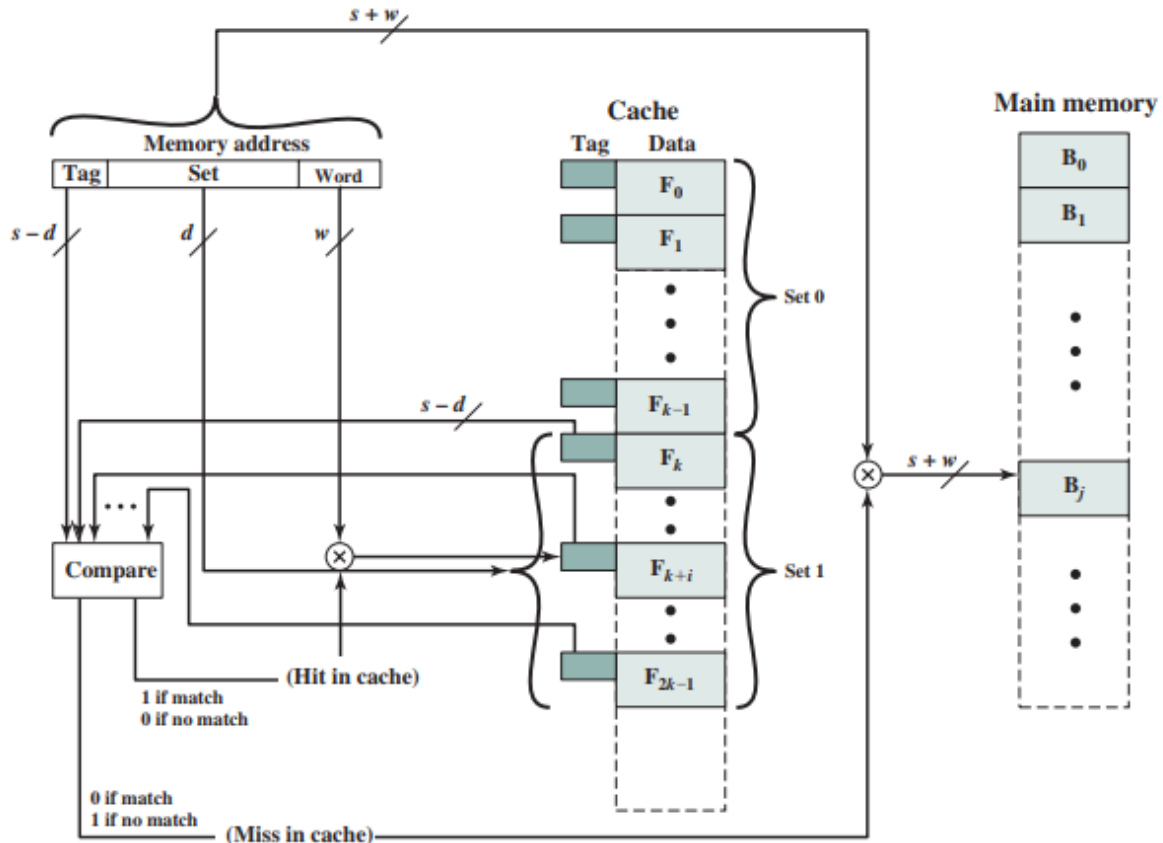 s + w
Cache
Main memory
Memory address
Tag Data
Tag Set Word
F0
B0
F1
B1
s – d d w
Set 0
s – d
Fk–1
Fk
s + w
Bj
Compare
Fk+i
Set 1
(Hit in cache)
F2k–1
1 if match
0 if no match
0 if match
1 if no match
(Miss in cache)